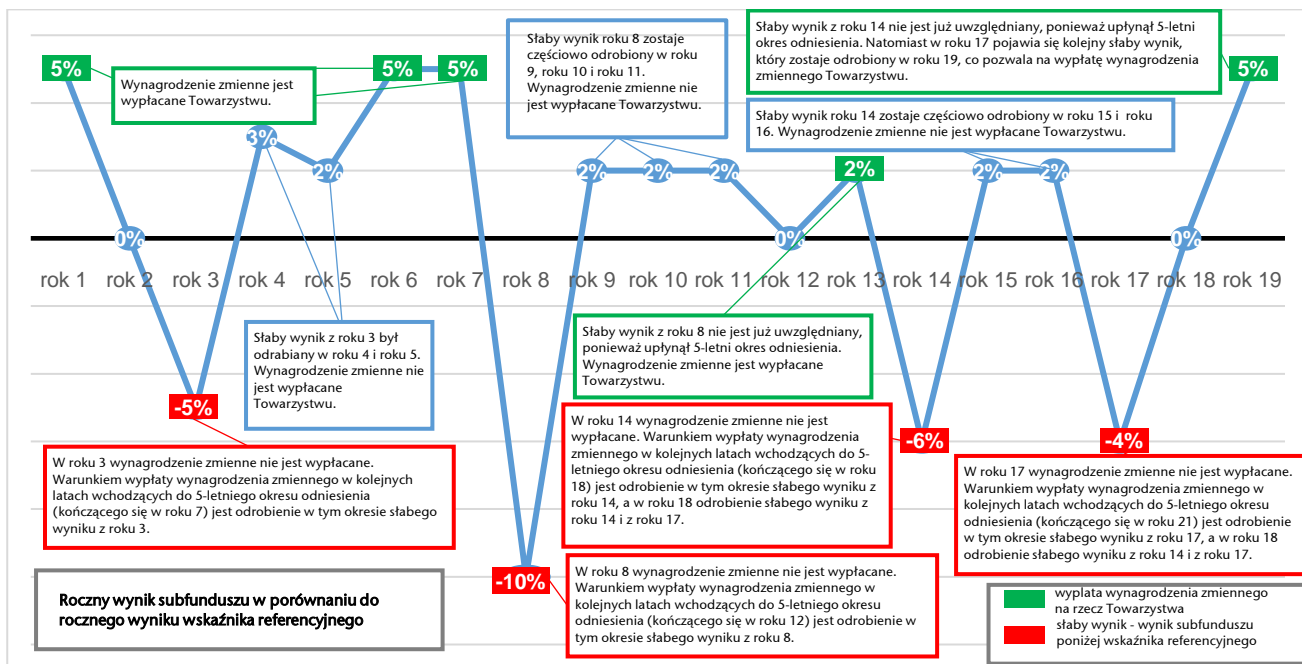 Słaby wynik z roku 14 nie jest już uwzględniany, ponieważ upłynął 5-letni
okres odniesienia. Natomiast w roku 17 pojawia się kolejny słaby wynik,
który zostaje odrobiony w roku 19, co pozwala na wypłatę wynagrodzenia
zmiennego Towarzystwu.
Słaby wynik roku 8 zostaje
częściowo odrobiony w roku
9, roku 10 i roku 11.
Wynagrodzenie zmienne nie
jest wypłacane Towarzystwu.
Wynagrodzenie zmienne jest
wypłacane Towarzystwu.
Słaby wynik roku 14 zostaje częściowo odrobiony w roku 15 i roku
16. Wynagrodzenie zmienne nie jest wypłacane Towarzystwu.
5%
0%
-5%
3%
2%
5%
5%
-10%
2%
2%
2%
0%
2%
-6%
2%
2%
-4%
0%
5%
rok 1 rok 2 rok 3 rok 4 rok 5 rok 6 rok 7 rok 8 rok 9 rok 10 rok 11 rok 12 rok 13 rok 14 rok 15 rok 16 rok 17 rok 18 rok 19
Słaby wynik z roku 3 był
odrabiany w roku 4 i roku 5.
Wynagrodzenie zmienne nie
jest wypłacane
Towarzystwu.
Słaby wynik z roku 8 nie jest już uwzględniany,
ponieważ upłynął 5-letni okres odniesienia.
Wynagrodzenie zmienne jest wypłacane
Towarzystwu.
W roku 3 wynagrodzenie zmienne nie jest wypłacane.
Warunkiem wypłaty wynagrodzenia zmiennego w kolejnych
latach wchodzących do 5-letniego okresu odniesienia
(kończącego się w roku 7) jest odrobienie w tym okresie słabego
wyniku z roku 3.
W roku 14 wynagrodzenie zmienne nie jest
wypłacane. Warunkiem wypłaty wynagrodzenia
zmiennego w kolejnych latach wchodzących do 5-
letniego okresu odniesienia (kończącego się w roku
18) jest odrobienie w tym okresie słabego wyniku z
roku 14, a w roku 18 odrobienie słabego wyniku z
roku 14 i z roku 17.
W roku 17 wynagrodzenie zmienne nie jest wypłacane.
Warunkiem wypłaty wynagrodzenia zmiennego w
kolejnych latach wchodzących do 5-letniego okresu
odniesienia (kończącego się w roku 21) jest odrobienie
w tym okresie słabego wyniku z roku 17, a w roku 18
odrobienie słabego wyniku z roku 14 i z roku 17.
W roku 8 wynagrodzenie zmienne nie jest wypłacane.
Warunkiem wypłaty wynagrodzenia zmiennego w
kolejnych latach wchodzących do 5-letniego okresu
odniesienia (kończącego się w roku 12) jest odrobienie w
tym okresie słabego wyniku z roku 8.
Roczny wynik subfunduszu w porównaniu do
rocznego wyniku wskaźnika referencyjnego
wyplata wynagrodzenia zmiennego
na rzecz Towarzystwa
słaby wynik - wynik subfunduszu
poniżej wskaźnika referencyjnego